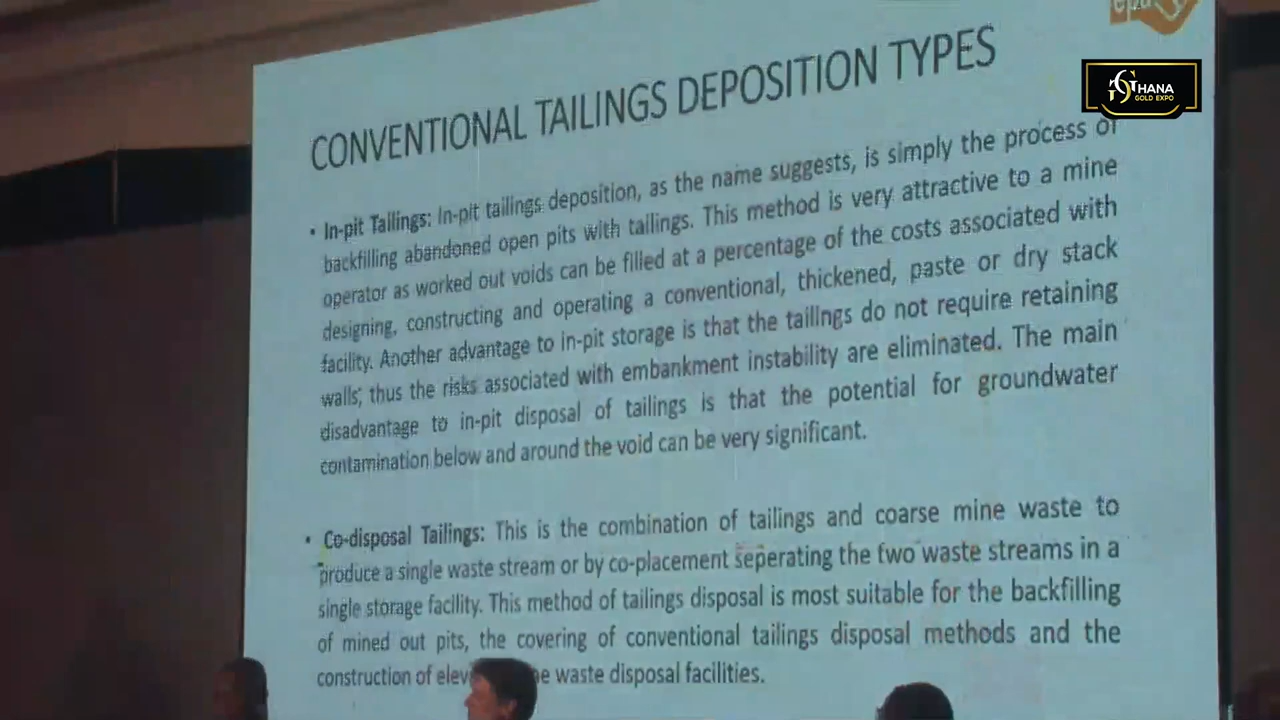 epa
GHANA
GOLD EXPO
CONVENTIONAL TAILINGS DEPOSITION TYPES
• In-pit Tailings: In-pit tailings deposition, as the name suggests, is simply the process of
backfilling abandoned open pits with tailings. This method is very attractive to a mine
operator as worked out voids can be filled at a percentage of the costs associated with
designing, constructing and operating a conventional, thickened, paste or dry stack
facility. Another advantage to in-pit storage is that the tailings do not require retaining
walls; thus the risks associated with embankment instability are eliminated. The main
disadvantage to in-pit disposal of tailings is that the potential for groundwater
contamination below and around the void can be very significant.
• Co-disposal Tailings: This is the combination of tailings and coarse mine waste to
produce a single waste stream or by co-placement seperating the two waste streams in a
single storage facility. This method of tailings disposal is most suitable for the backfilling
of mined out pits, the covering of conventional tailings disposal methods and the
construction of waste disposal facilities.